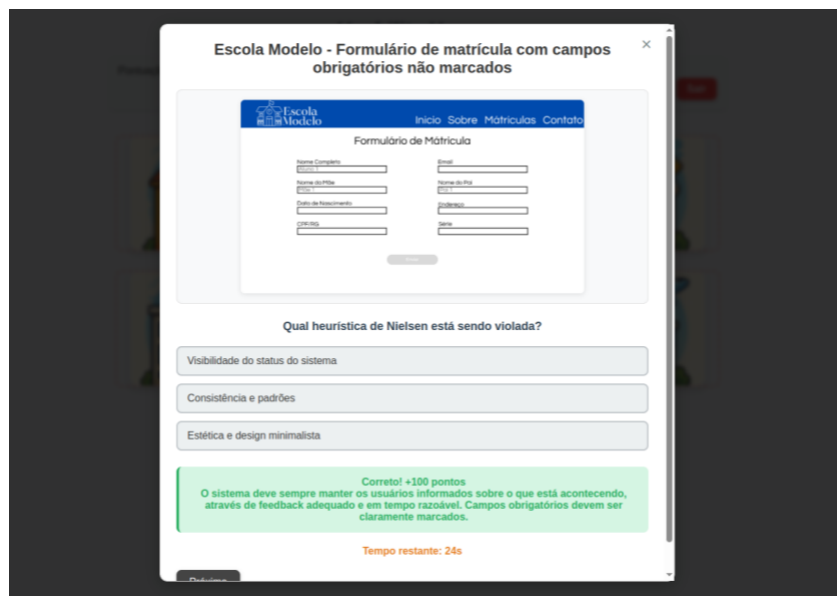 Escola Modelo - Formulário de matrícula com campos
obrigatórios não marcados
×
Escola
Modelo
Inicio Sobre Mátriculas Contato
Formulário de Mátricula
Nome Completo
Email
Nome da Mãe
Nome do Pai
Data de Nascimento
Endereço
CPF/RG
Série
Qual heurística de Nielsen está sendo violada?
Visibilidade do status do sistema
Consistência e padrões
Estética e design minimalista
Correto! +100 pontos
O sistema deve sempre manter os usuários informados sobre o que está acontecendo,
através de feedback adequado e em tempo razoável. Campos obrigatórios devem ser
claramente marcados.
Tempo restante: 24s
Próximo